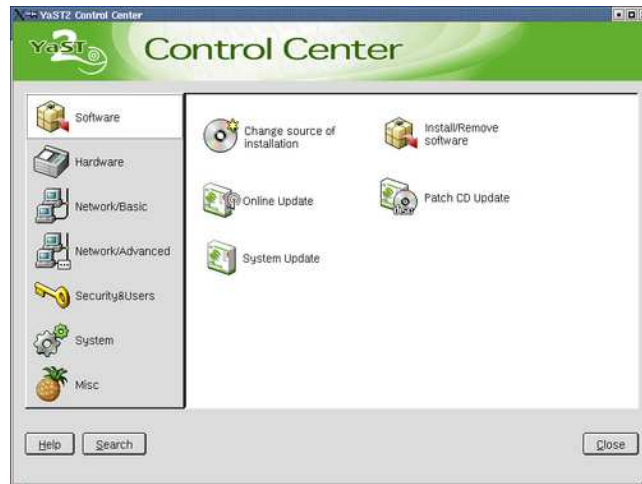 YaST2 Control Center
YaST2 Control Center
Software
Hardware
Network/Basic
Network/Advanced
Security&Users
System
Misc
Change source of
installation
Install/Remove
software
Online Update
Patch CD Update
System Update
Help
Search
Close